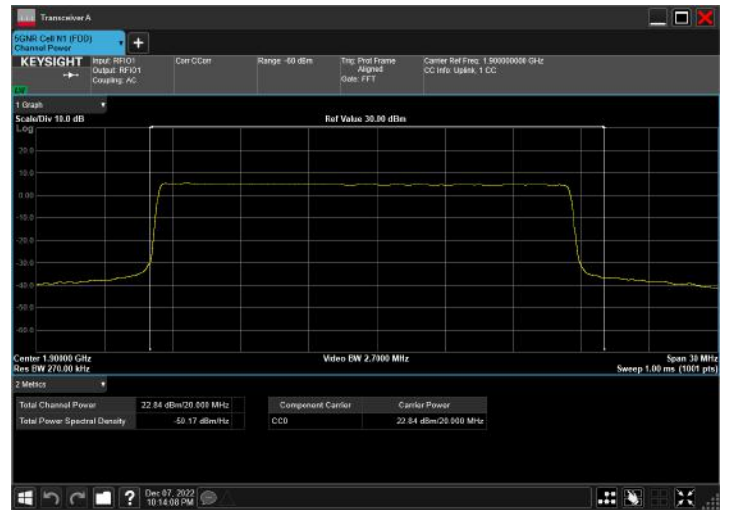 Transceiver A
5GNR Cell N1 (FDD)
Channel Power
+
KEYSIGHT
Input: RFIO1
Output: RFIO1
Coupling: AC
Corr CCorr
Range -60 dBm
Trig: Prot Frame
Aligned
Gate: FFT
Carrier Ref Freq: 1.900000000 GHz
CC Info: Uplink, 1 CC
1 Graph
Scale/Div 10.0 dB
Ref Value 30.00 dBm
Log
20.0
10.0
0.00
-10.0
-20.0
-30.0
-40.0
-50.0
-60.0
Center 1.90000 GHz
Video BW 2.7000 MHz
Span 30 MHz
Res BW 270.00 kHz
Sweep 1.00 ms (1001 pts)
2 Metrics
Total Channel Power 22.84 dBm/20.000 MHz
Total Power Spectral Density -50.17 dBm/Hz
Component Carrier Carrier Power
CC0 22.84 dBm/20.000 MHz
?
Dec 07, 2022
10:14:08 PM